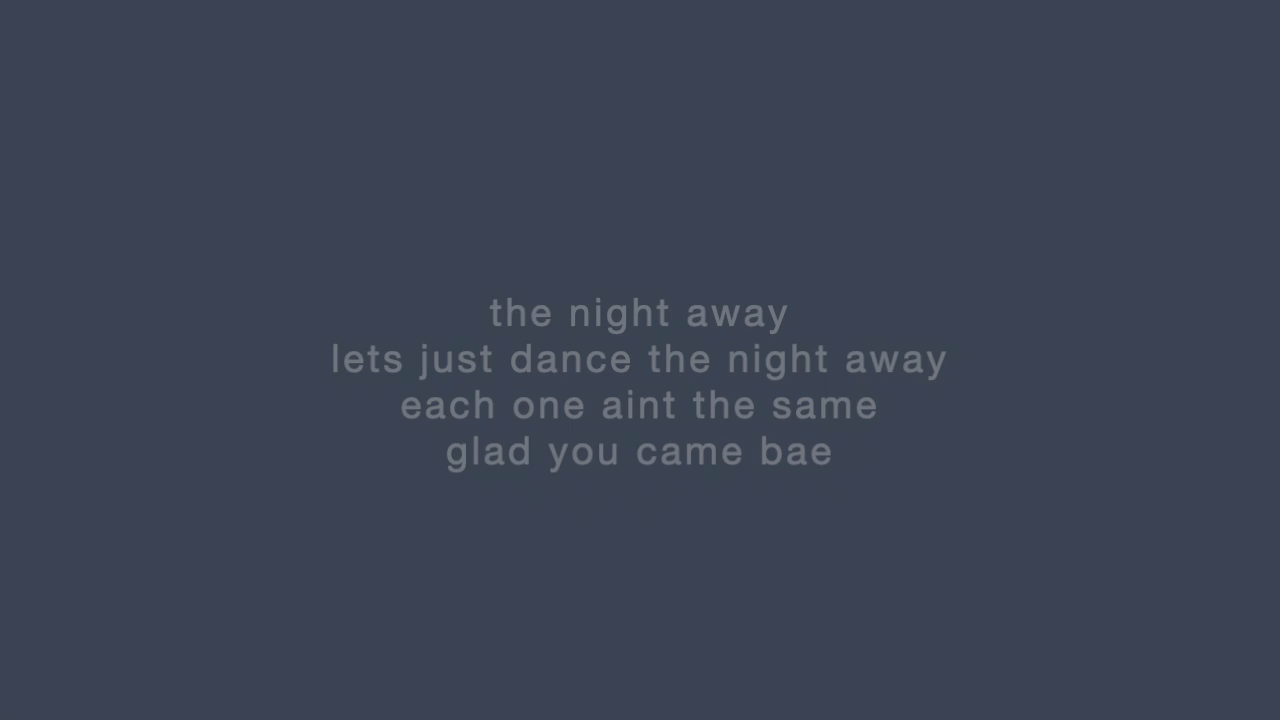 the night away
lets just dance the night away
each one aint the same
glad you came bae